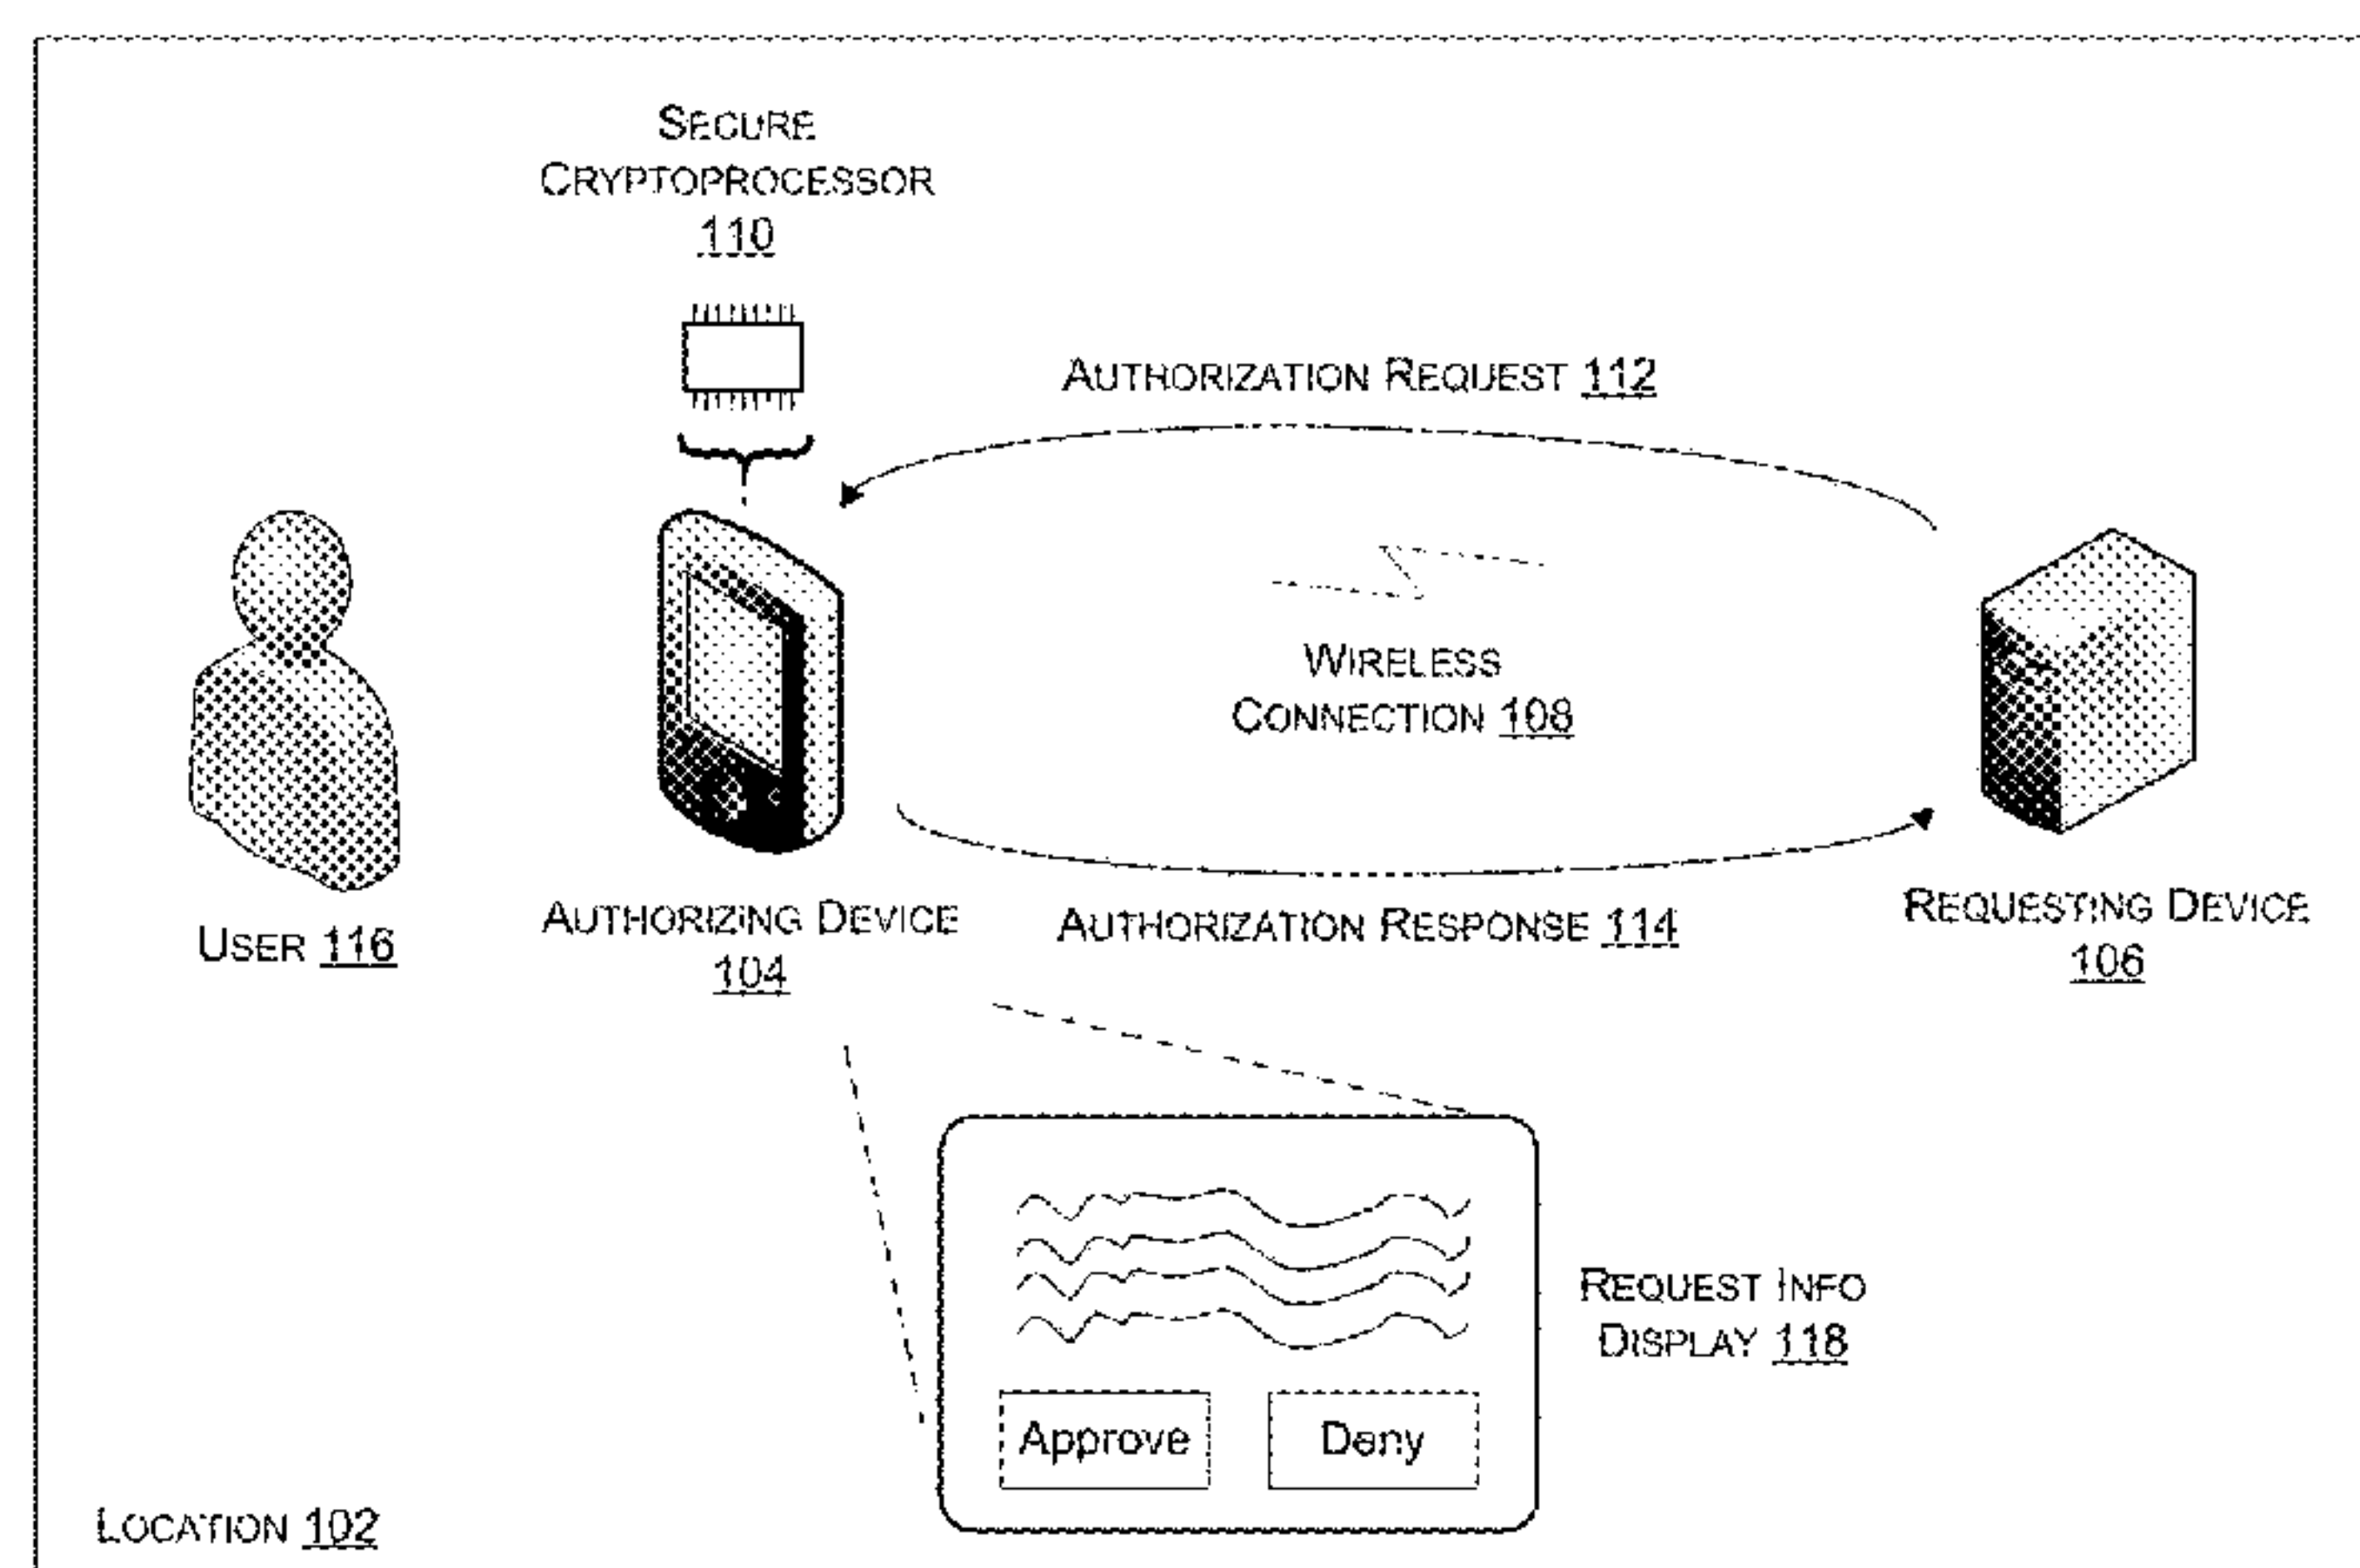 SECURE
CRYPTOPROCESSOR
110
AUTHORIZATION REQUEST 112
WIRELESS
CONNECTION 108
USER 116
AUTHORIZING DEVICE
104
AUTHORIZATION RESPONSE 114
REQUESTING DEVICE
106
REQUEST INFO
DISPLAY 118
Approve
Deny
LOCATION 102